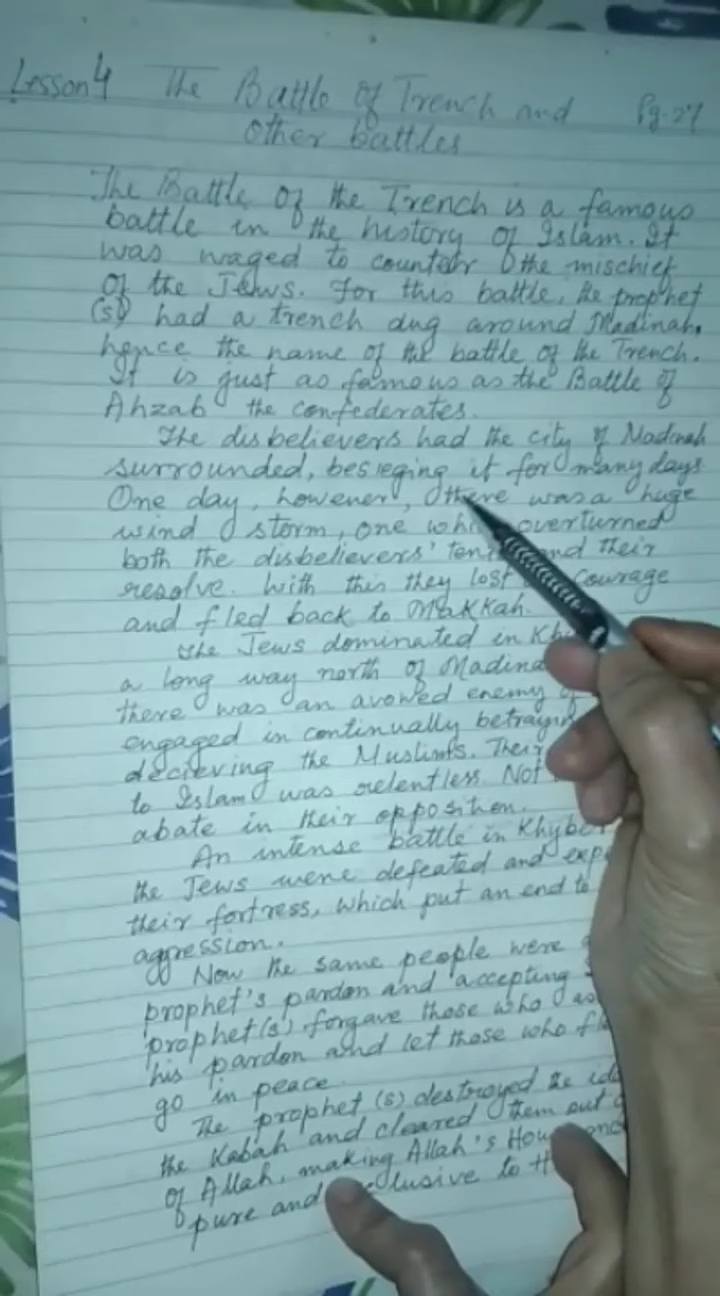 Lesson 4 The Battle of Trench and Pg-27
other battles
The Battle of the Trench is a famous
battle in the history of Islam. It
was waged to counter the mischief
of the Jews. For this battle, the prophet
(s) had a trench dug around Madinah,
hence the name of the battle of the Trench.
It is just as famous as the Battle of
Ahzab the confederates.
The disbelievers had the city of Madinah
surrounded, besieging it for many days
One day, however, there was a huge
wind storm, one overturned
both the disbelievers' and their
resolve. With this they lost courage
and fled back to Makkah.
The Jews dominated in
a long way north of
there was an avowed enemy
engaged in continually
decieving the Muslims. Their
to Islam was relentless. Not
abate in their opposition.
An intense battle in
the Jews were defeated and
their fortress, which put an end to
aggression.
Now the same people were
prophet's pardon and accepting
prophet(s) forgave those who
his pardon and let those who
go in peace.
The prophet (s) destroyed the
the Kabah and cleared them out
of Allah, making Allah's
pure and to